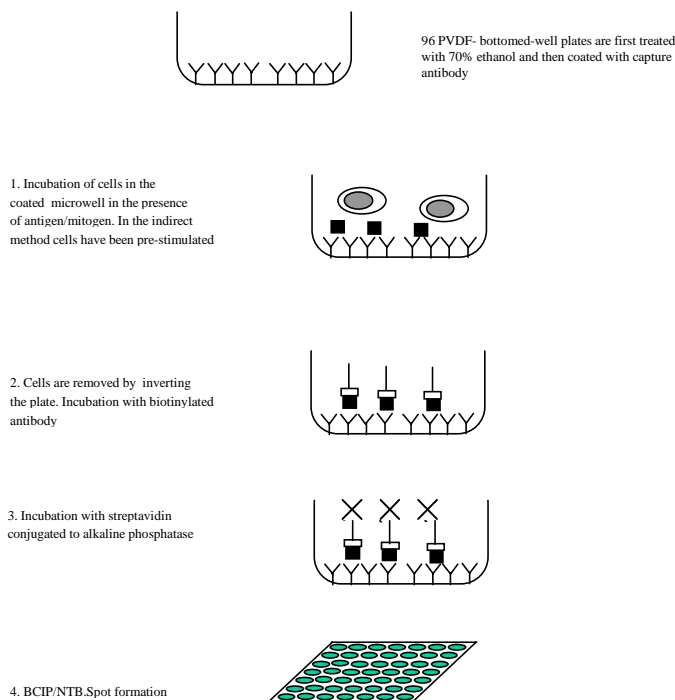 96 PVDF- bottomed-well plates are first treated
with 70% ethanol and then coated with capture
antibody
1. Incubation of cells in the
coated microwell in the presence
of antigen/mitogen. In the indirect
method cells have been pre-stimulated
2. Cells are removed by inverting
the plate. Incubation with biotinylated
antibody
3. Incubation with streptavidin
conjugated to alkaline phosphatase
4. BCIP/NTB.Spot formation